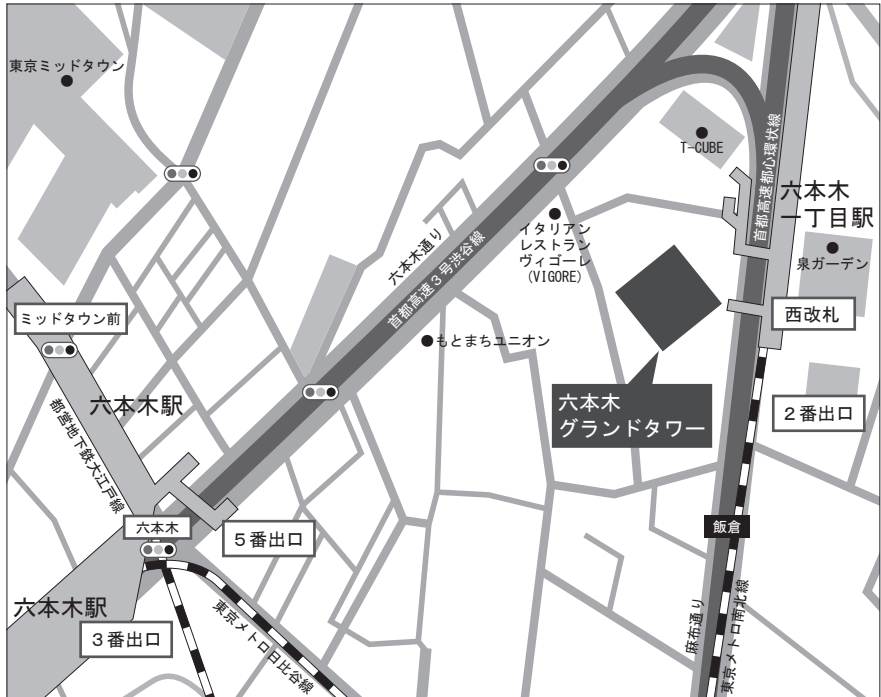 東京ミッドタウン
T-CUBE
首都高速都心環状線
六本木
一丁目駅
イタリアン
レストラン
ヴィゴーレ
(VIGORE)
泉ガーデン
六本木通り
首都高速3号渋谷線
ミッドタウン前
西改札
もとまちユニオン
六本木駅
都営地下鉄大江戸線
六本木
グランドタワー
2番出口
六本木
5番出口
飯倉
六本木駅
3番出口
東京メトロ日比谷線
麻布通り
東京メトロ南北線